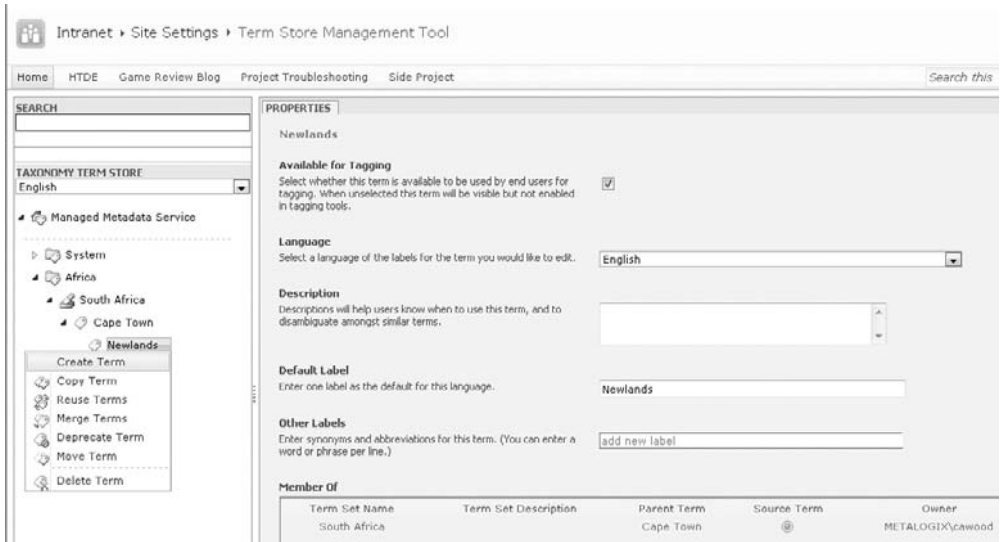 Intranet ▸ Site Settings ▸ Term Store Management Tool
Home HTDE Game Review Blog Project Troubleshooting Side Project Search this
SEARCH
TAXONOMY TERM STORE
English
Managed Metadata Service
System
Africa
South Africa
Cape Town
Newlands
Create Term
Copy Term
Reuse Terms
Merge Terms
Deprecate Term
Move Term
Delete Term
PROPERTIES
Newlands
Available for Tagging
Select whether this term is available to be used by end users for
tagging. When unselected this term will be visible but not enabled
in tagging tools.
Language
Select a language of the labels for the term you would like to edit.
English
Description
Descriptions will help users know when to use this term, and to
disambiguate amongst similar terms.
Default Label
Enter one label as the default for this language.
Newlands
Other Labels
Enter synonyms and abbreviations for this term. (You can enter a
word or phrase per line.)
add new label
Member Of
Term Set Name Term Set Description Parent Term Source Term Owner
South Africa Cape Town METALOGIX\cawood